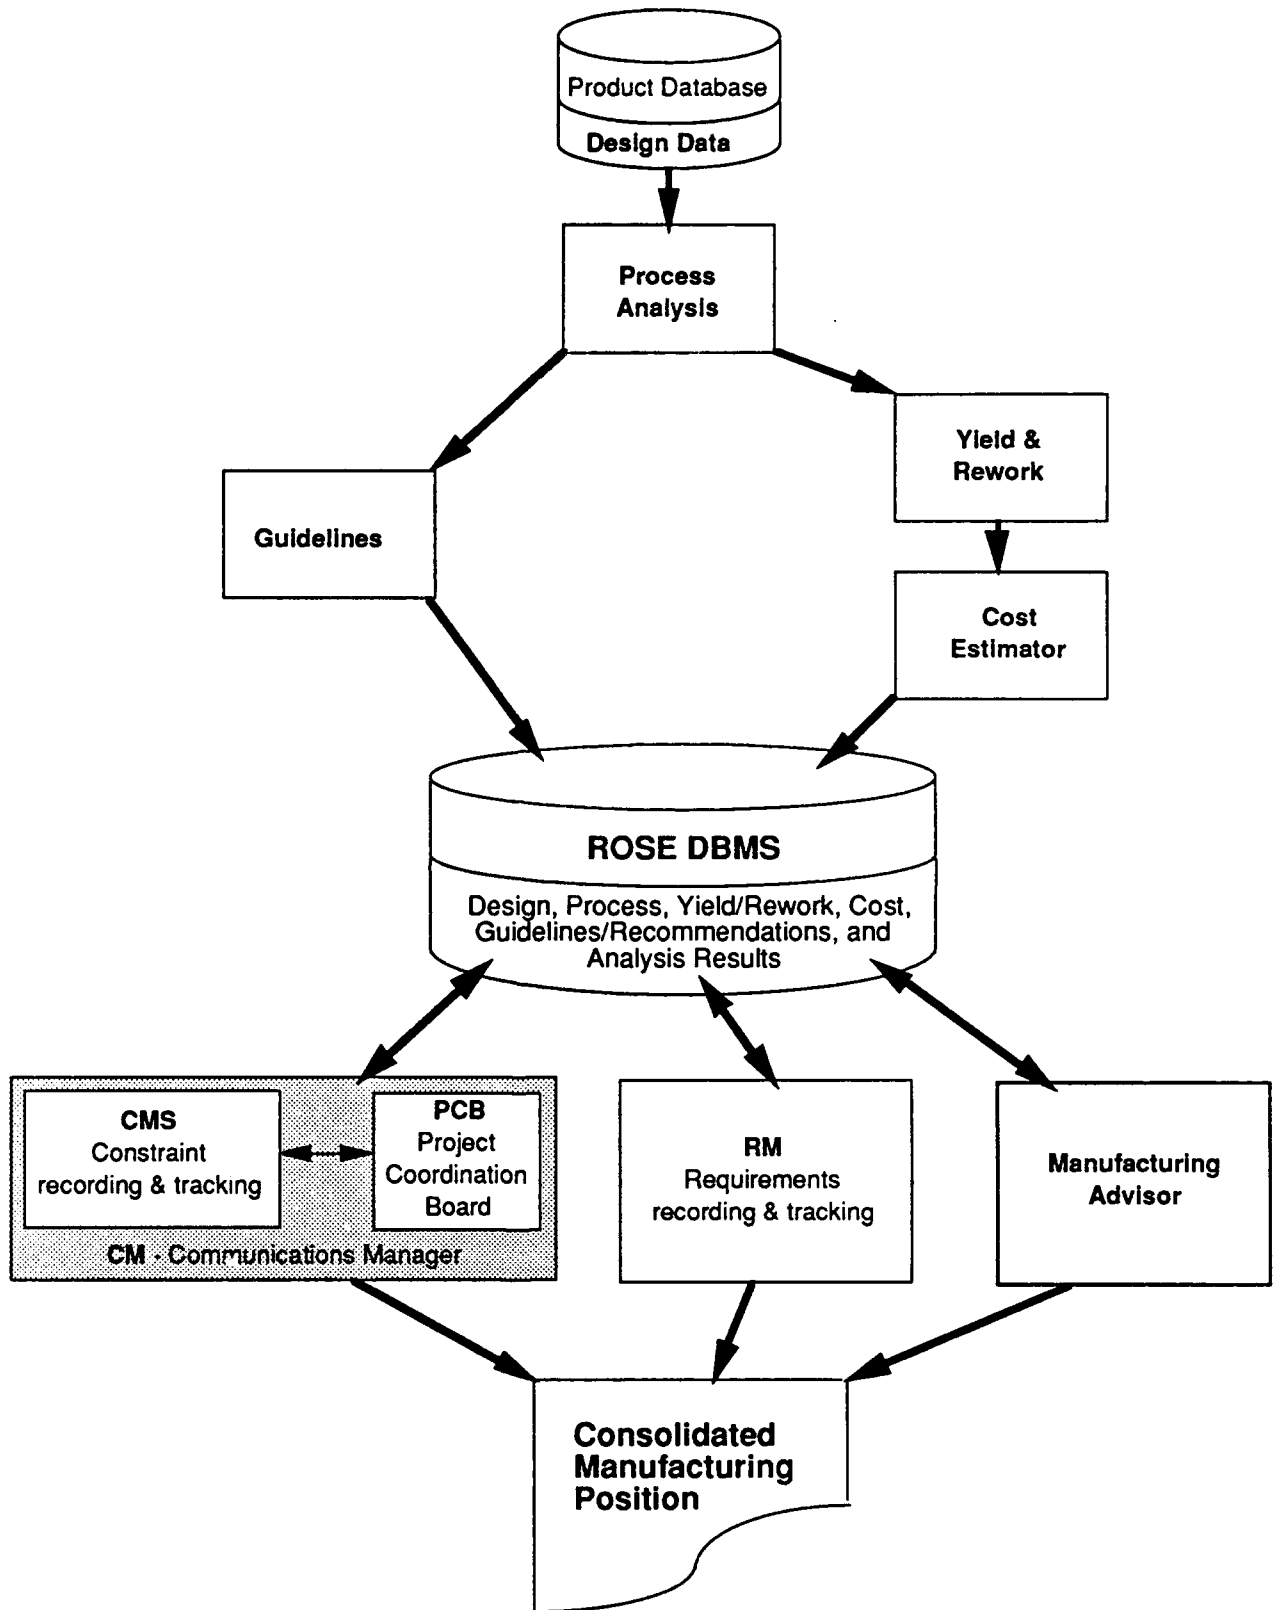 Product Database
Design Data
Process
Analysis
Yield &
Rework
Guidelines
Cost
Estimator
ROSE DBMS
Design, Process, Yield/Rework, Cost,
Guidelines/Recommendations, and
Analysis Results
CMS
Constraint
recording & tracking
PCB
Project
Coordination
Board
CM - Communications Manager
RM
Requirements
recording & tracking
Manufacturing
Advisor
Consolidated
Manufacturing
Position